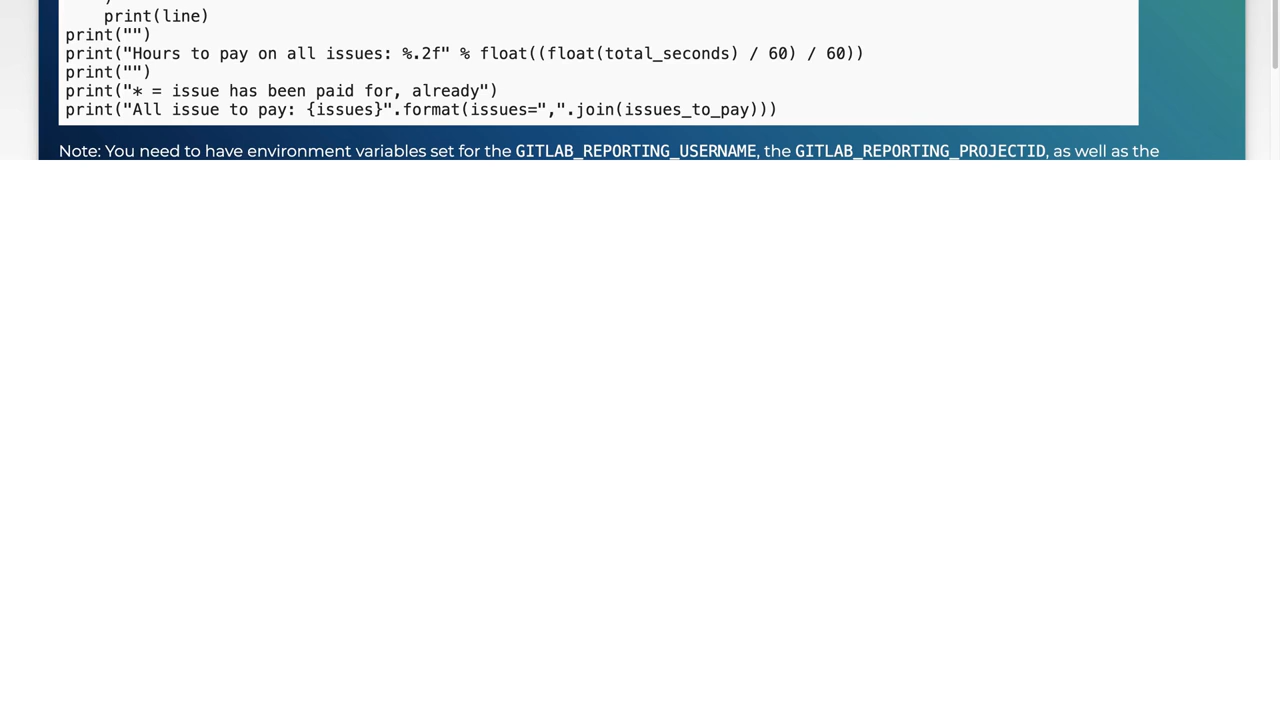 print(line)
print("")
print("Hours to pay on all issues: %.2f" % float((float(total_seconds) / 60) / 60))
print("")
print("* = issue has been paid for, already")
print("All issue to pay: {issues}".format(issues=",".join(issues_to_pay)))
Note: You need to have environment variables set for the GITLAB_REPORTING_USERNAME, the GITLAB_REPORTING_PROJECTID, as well as the